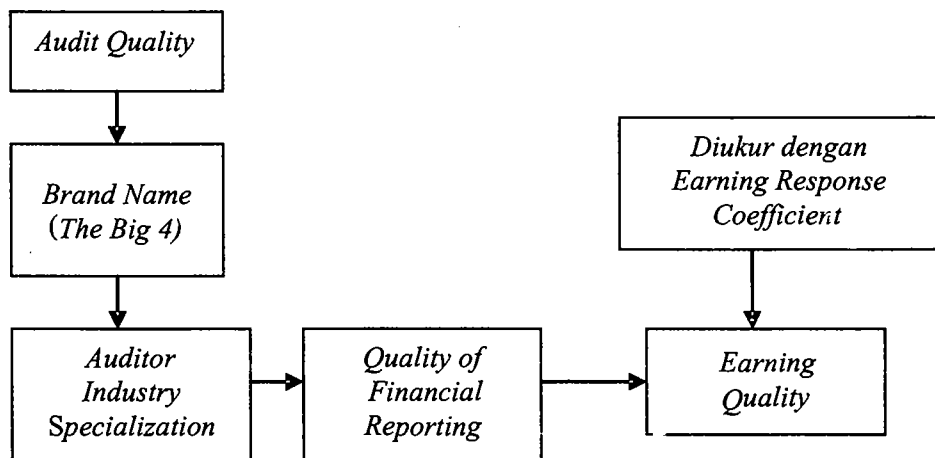 Audit Quality
Brand Name
(The Big 4)
Diukur dengan
Earning Response
Coefficient
Auditor
Industry
Specialization
Quality of
Financial
Reporting
Earning
Quality